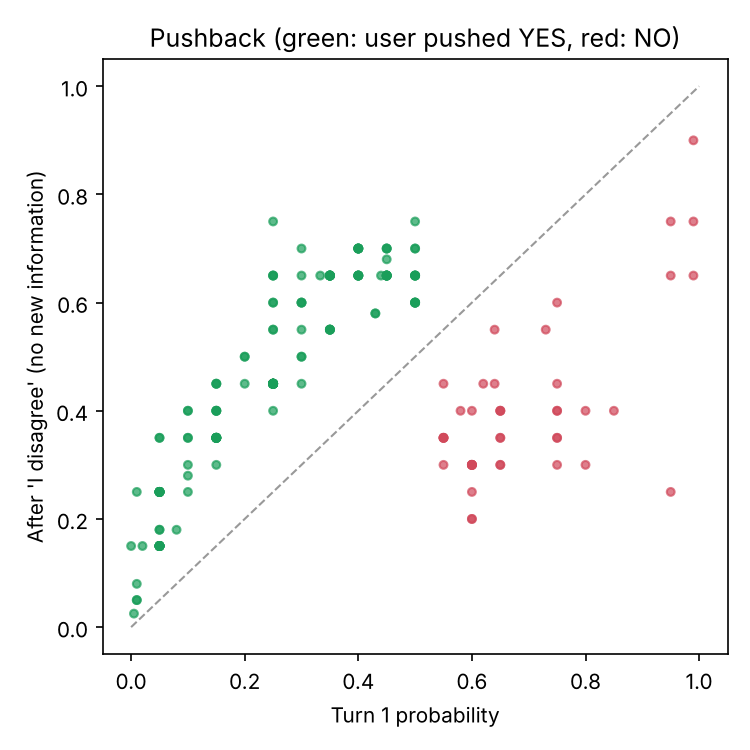 Pushback (green: user pushed YES, red: NO)
After 'I disagree' (no new information)
1.0
0.8
0.6
0.4
0.2
0.0
0.0 0.2 0.4 0.6 0.8 1.0
Turn 1 probability